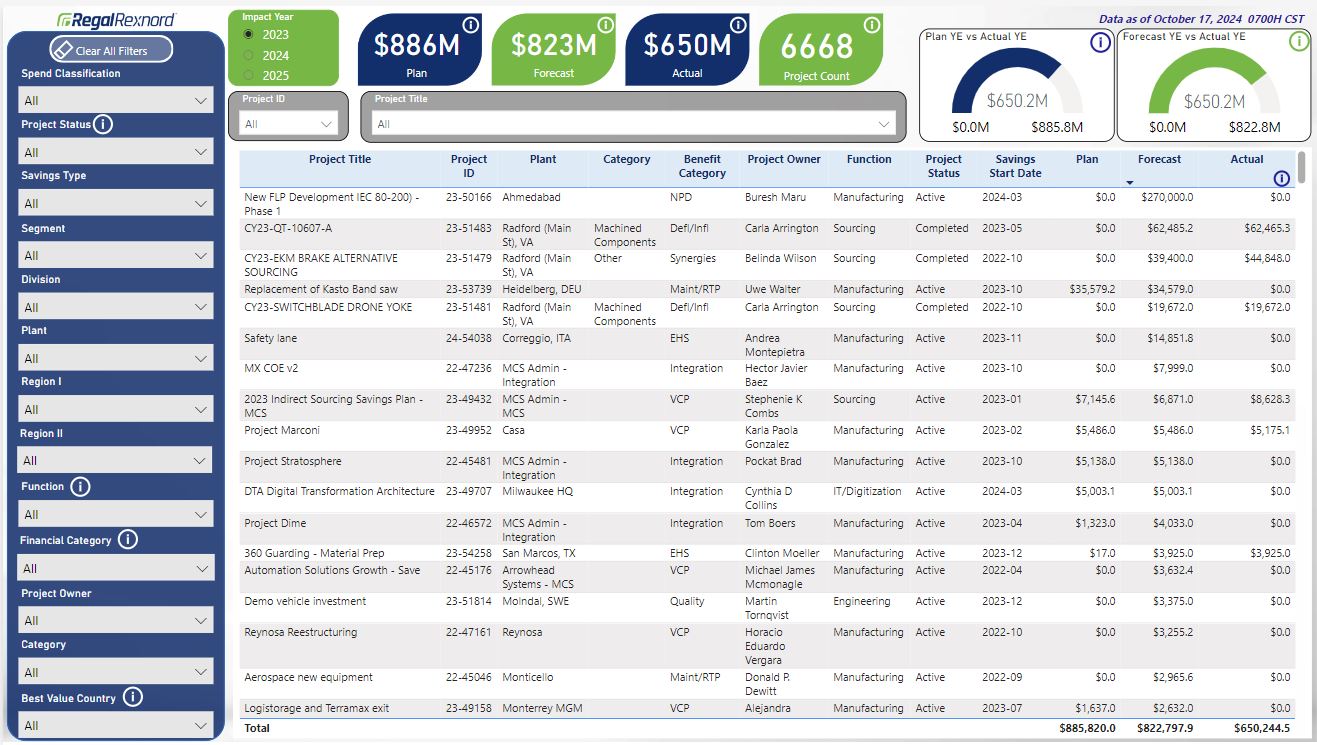 RegalRexnord
Data as of October 17, 2024 0700H CST
Clear All Filters
Spend Classification
All
Project Status
All
Savings Type
All
Segment
All
Division
All
Plant
All
Region I
All
Region II
All
Function
All
Financial Category
All
Project Owner
All
Category
All
Best Value Country
All
Impact Year
2023
2024
2025
$886M
Plan
$823M
Forecast
$650M
Actual
6668
Project Count
Plan YE vs Actual YE
$650.2M
$0.0M $885.8M
Forecast YE vs Actual YE
$650.2M
$0.0M $822.8M
Project ID
All
Project Title
All
Project Title Project ID Plant Category Benefit Category Project Owner Function Project Status Savings Start Date Plan Forecast Actual
New FLP Development IEC 80-200) - Phase 1 23-50166 Ahmedabad NPD Buresh Maru Manufacturing Active 2024-03 $0.0 $270,000.0 $0.0
CY23-QT-10607-A 23-51483 Radford (Main St), VA Machined Components Defl/Infl Carla Arrington Sourcing Completed 2023-05 $0.0 $62,485.2 $62,465.3
CY23-EKM BRAKE ALTERNATIVE SOURCING 23-51479 Radford (Main St), VA Other Synergies Belinda Wilson Sourcing Completed 2022-10 $0.0 $39,400.0 $44,848.0
Replacement of Kasto Band saw 23-53739 Heidelberg, DEU Maint/RTP Uwe Walter Manufacturing Active 2023-10 $35,579.2 $34,579.0 $0.0
CY23-SWITCHBLADE DRONE YOKE 23-51481 Radford (Main St), VA Machined Components Defl/Infl Carla Arrington Sourcing Completed 2022-10 $0.0 $19,672.0 $19,672.0
Safety lane 24-54038 Correggio, ITA EHS Andrea Montepietra Manufacturing Active 2023-11 $0.0 $14,851.8 $0.0
MX COE v2 22-47236 MCS Admin - Integration Integration Hector Javier Baez Manufacturing Active 2023-10 $0.0 $7,999.0 $0.0
2023 Indirect Sourcing Savings Plan - MCS 23-49432 MCS Admin - MCS VCP Stephenie K Combs Sourcing Active 2023-01 $7,145.6 $6,871.0 $8,628.3
Project Marconi 23-49952 Casa VCP Karla Paola Gonzalez Manufacturing Active 2023-02 $5,486.0 $5,486.0 $5,175.1
Project Stratosphere 22-45481 MCS Admin - Integration Integration Pockat Brad Manufacturing Active 2023-10 $5,138.0 $5,138.0 $0.0
DTA Digital Transformation Architecture 23-49707 Milwaukee HQ Integration Cynthia D Collins IT/Digitization Active 2024-03 $5,003.1 $5,003.1 $0.0
Project Dime 22-46572 MCS Admin - Integration Integration Tom Boers Manufacturing Active 2023-04 $1,323.0 $4,033.0 $0.0
360 Guarding - Material Prep 23-54258 San Marcos, TX EHS Clinton Moeller Manufacturing Active 2023-12 $17.0 $3,925.0 $3,925.0
Automation Solutions Growth - Save 22-45176 Arrowhead Systems - MCS VCP Michael James Mcmonagle Manufacturing Active 2022-04 $0.0 $3,632.4 $0.0
Demo vehicle investment 23-51814 Molndal, SWE Quality Martin Tornqvist Engineering Active 2023-12 $0.0 $3,375.0 $0.0
Reynosa Reestructuring 22-47161 Reynosa VCP Horacio Eduardo Vergara Manufacturing Active 2022-10 $0.0 $3,255.2 $0.0
Aerospace new equipment 22-45046 Monticello Maint/RTP Donald P. Dewitt Manufacturing Active 2022-09 $0.0 $2,965.6 $0.0
Logistorage and Terramax exit 23-49158 Monterrey MGM VCP Alejandra Manufacturing Active 2023-07 $1,637.0 $2,632.0 $0.0
Total $885,820.0 $822,797.9 $650,244.5